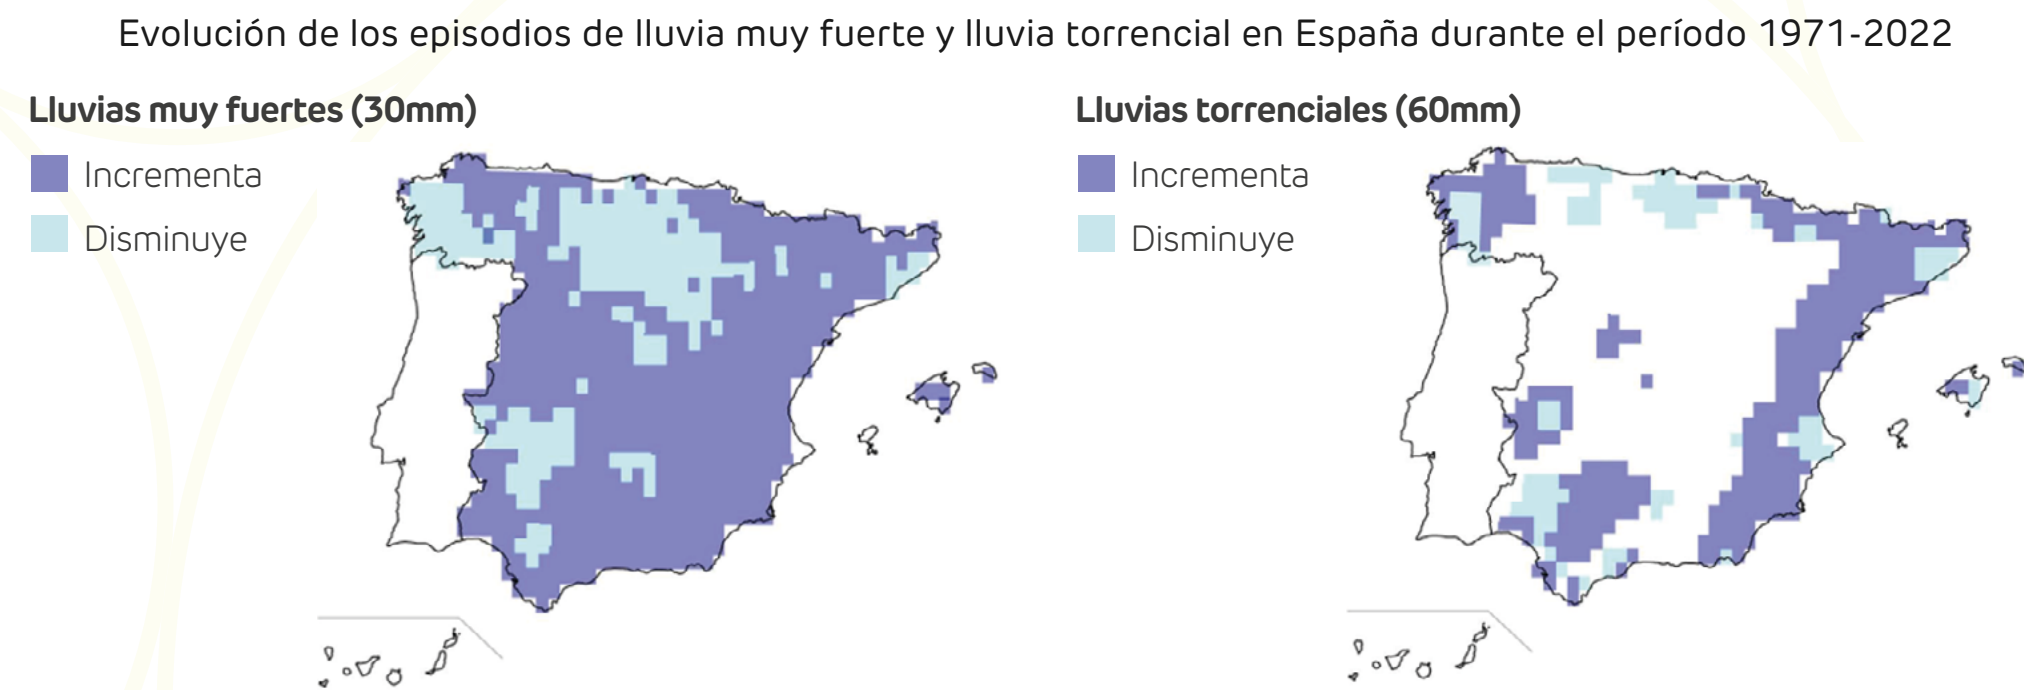 Evolución de los episodios de lluvia muy fuerte y lluvia torrencial en España durante el período 1971-2022
Lluvias muy fuertes (30mm)
Incrementa
Disminuye
Lluvias torrenciales (60mm)
Incrementa
Disminuye